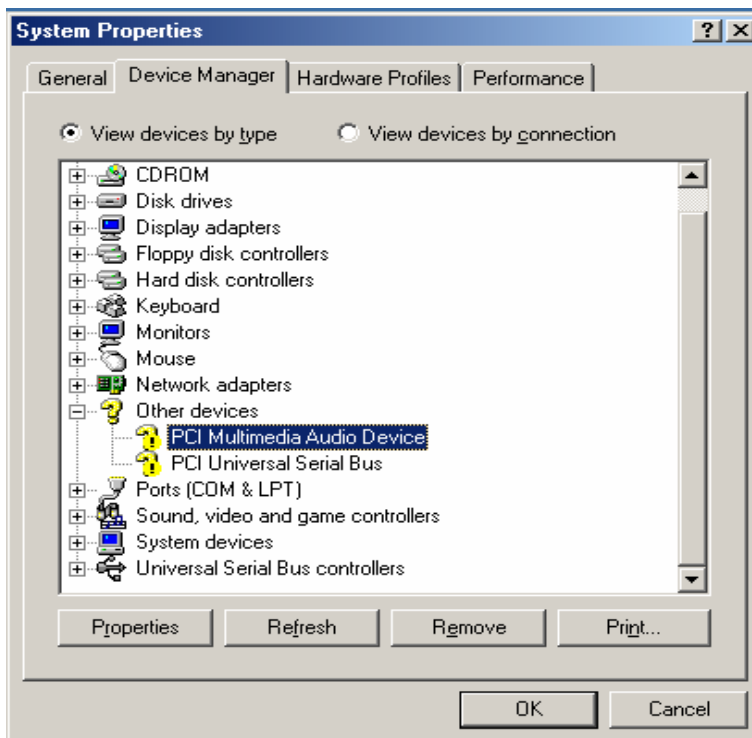 System Properties
General Device Manager Hardware Profiles Performance
View devices by type View devices by connection
CDROM
Disk drives
Display adapters
Floppy disk controllers
Hard disk controllers
Keyboard
Monitors
Mouse
Network adapters
Other devices
PCI Multimedia Audio Device
PCI Universal Serial Bus
Ports (COM & LPT)
Sound, video and game controllers
System devices
Universal Serial Bus controllers
Properties Refresh Remove Print...
OK Cancel